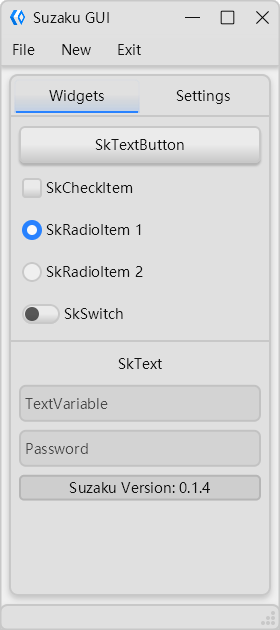 Suzaku GUI
File New Exit
Widgets Settings
SkTextButton
SkCheckItem
SkRadioItem 1
SkRadioItem 2
SkSwitch
SkText
TextVariable
Password
Suzaku Version: 0.1.4